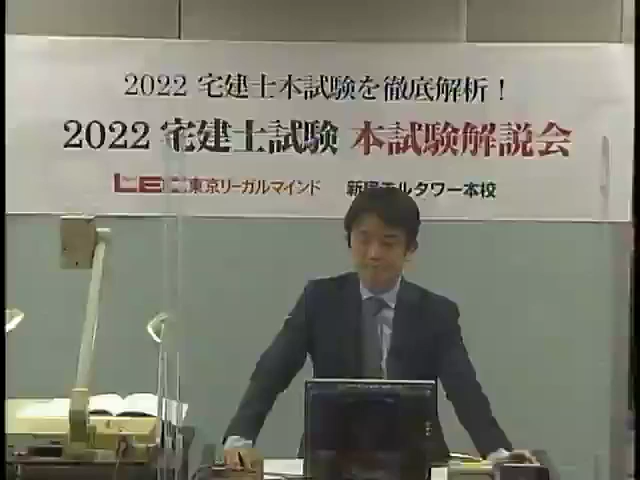 2022 宅建士本試験を徹底解析！
2022 宅建士試験 本試験解説会
LEC東京リーガルマインド 新宿エルタワー本校